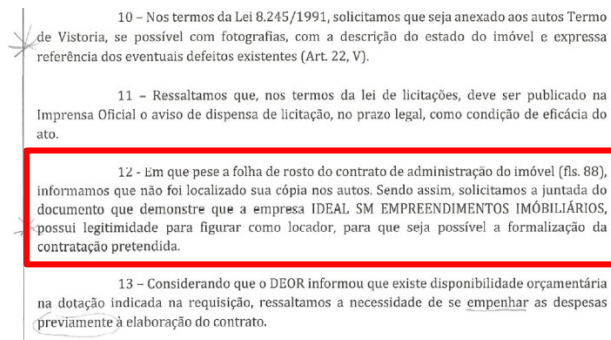 10 – Nos termos da Lei 8.245/1991, solicitamos que seja anexado aos autos Termo
de Vistoria, se possível com fotografias, com a descrição do estado do imóvel e expressa
referência dos eventuais defeitos existentes (Art. 22, V).
11 – Ressaltamos que, nos termos da lei de licitações, deve ser publicado na
Imprensa Oficial o aviso de dispensa de licitação, no prazo legal, como condição de eficácia do
ato.
12 - Em que pese a folha de rosto do contrato de administração do imóvel (fls. 88),
informamos que não foi localizado sua cópia nos autos. Sendo assim, solicitamos a juntada do
documento que demonstre que a empresa IDEAL SM EMPREENDIMENTOS IMÓBILIÁRIOS,
possui legitimidade para figurar como locador, para que seja possível a formalização da
contratação pretendida.
13 – Considerando que o DEOR informou que existe disponibilidade orçamentária
na dotação indicada na requisição, ressaltamos a necessidade de se empenhar as despesas
previamente à elaboração do contrato.